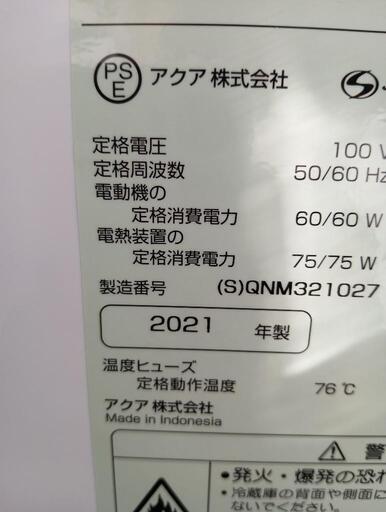 PS
E
アクア 株式会社
定格電圧 100 V
定格周波数 50/60 Hz
電動機の
定格消費電力 60/60 W
電熱装置の
定格消費電力 75/75 W
製造番号 (S)QNM321027
2021 年製
温度ヒューズ
定格動作温度 76℃
アクア 株式会社
Made in Indonesia
警
・発火・爆発の恐れ
・冷蔵庫の背面や側面
ないでください。